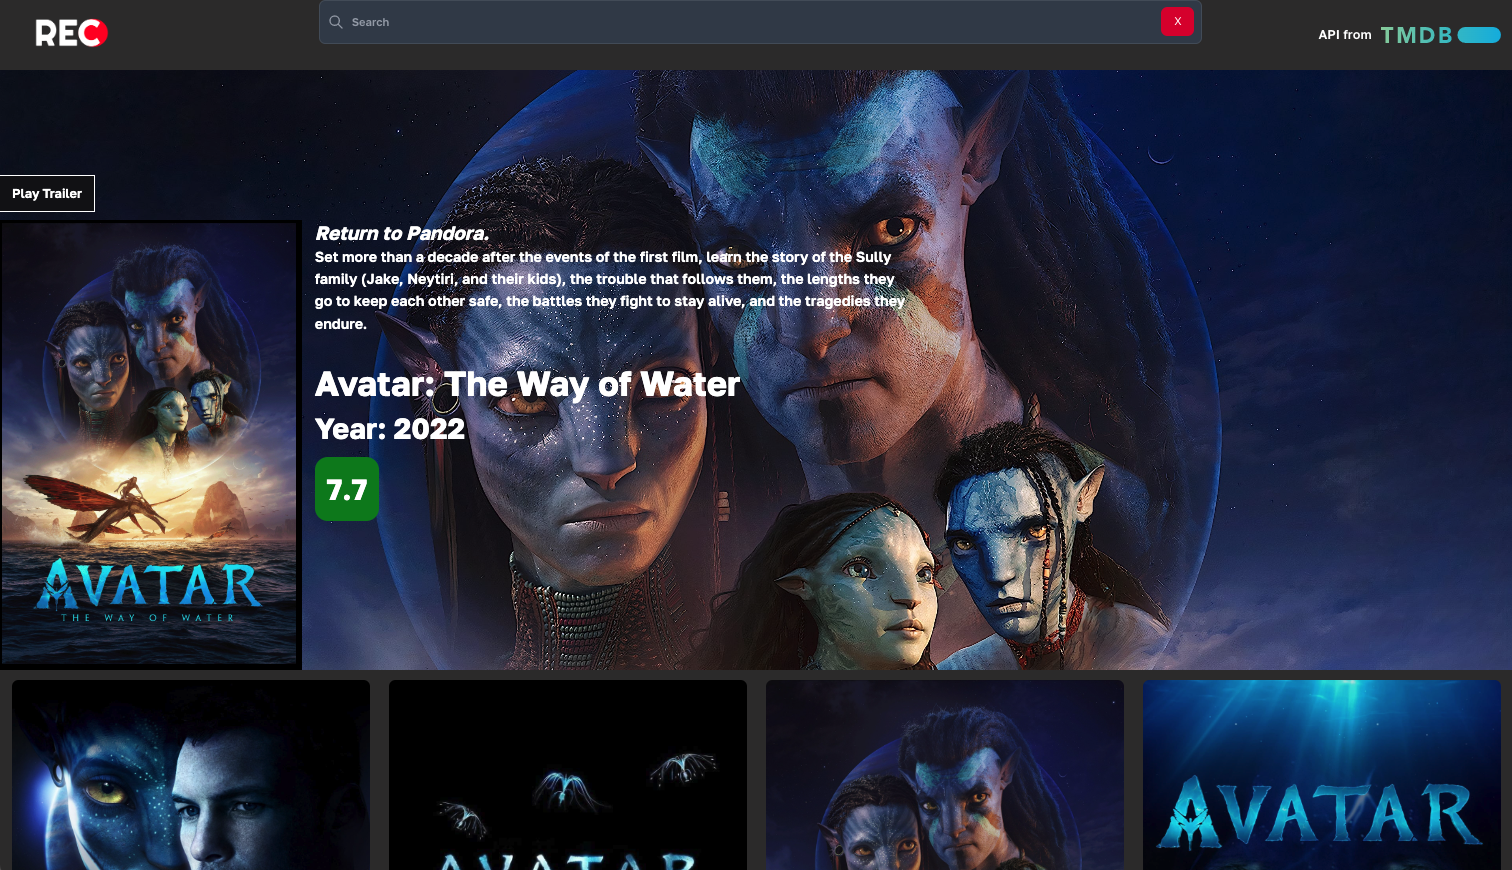 REC
Search
X
API from TMDB
Play Trailer
Return to Pandora.
Set more than a decade after the events of the first film, learn the story of the Sully
family (Jake, Neytiri, and their kids), the trouble that follows them, the lengths they
go to keep each other safe, the battles they fight to stay alive, and the tragedies they
endure.
Avatar: The Way of Water
Year: 2022
7.7
AVATAR
THE WAY OF WATER
AVATAR
AVATAR